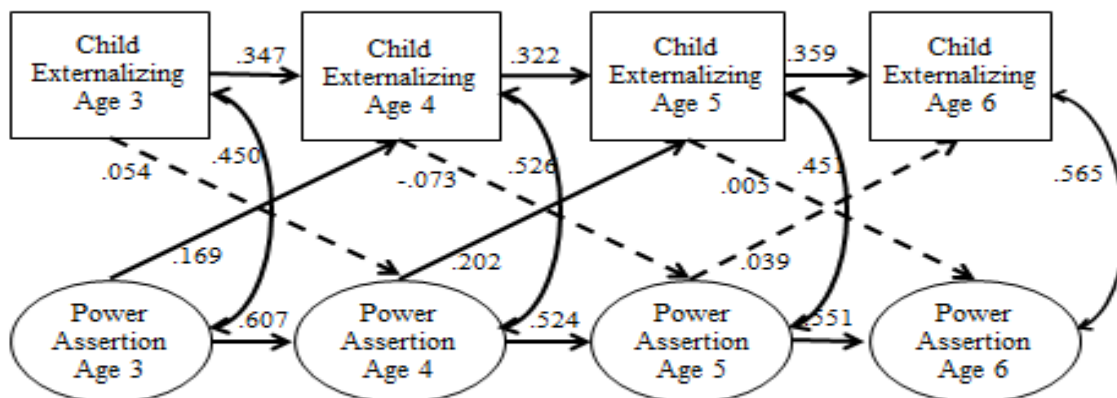 Child
Externalizing
Age 3
.347
Child
Externalizing
Age 4
.322
Child
Externalizing
Age 5
.359
Child
Externalizing
Age 6
.054
.450
-.073
.526
.005
.451
.565
.169
.202
.039
Power
Assertion
Age 3
.607
Power
Assertion
Age 4
.524
Power
Assertion
Age 5
.551
Power
Assertion
Age 6